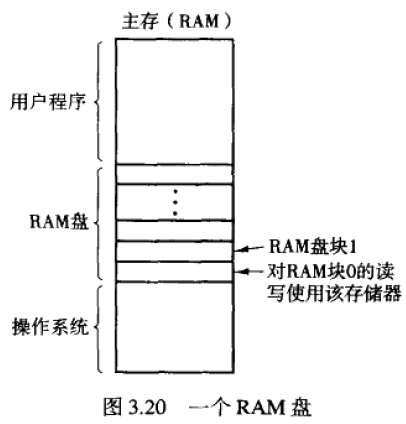 主存（RAM）
用户程序
RAM盘
RAM盘块1
对RAM块0的读
写使用该存储器
操作系统
图 3.20 一个 RAM 盘